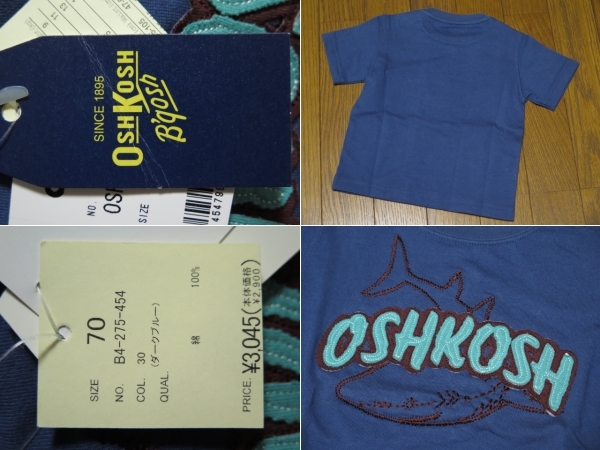 SINCE 1895
OSHKOSH
B'gosh
NO.
SIZE
SIZE 70
NO. B4-275-454
COL. 30
(ダークブルー)
QUAL. 綿 100%
PRICE. ¥3,045 (本体価格 ¥2,900)
OSHKOSH